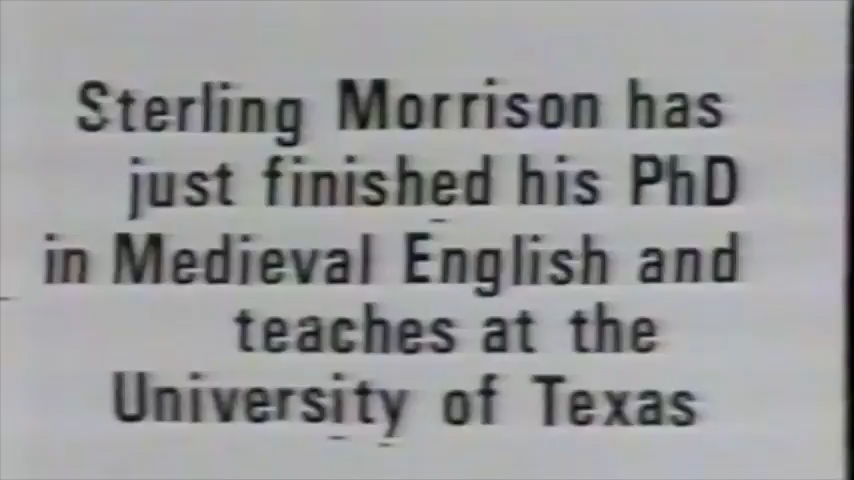 Sterling Morrison has
just finished his PhD
in Medieval English and
teaches at the
University of Texas